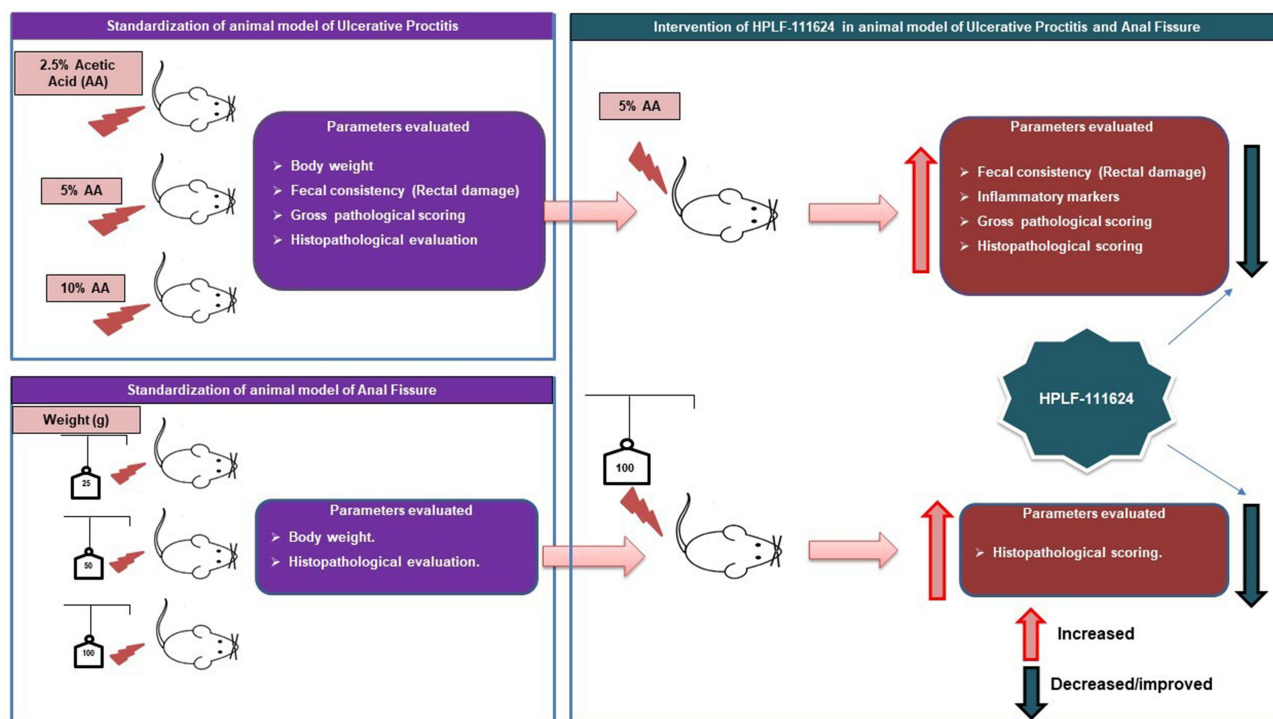 Standardization of animal model of Ulcerative Proctitis
2.5% Acetic
Acid (AA)
5% AA
10% AA
Parameters evaluated
➢ Body weight
➢ Fecal consistency (Rectal damage)
➢ Gross pathological scoring
➢ Histopathological evaluation
Standardization of animal model of Anal Fissure
Weight (g)
25
50
100
Parameters evaluated
➢ Body weight.
➢ Histopathological evaluation.
Intervention of HPLF-111624 in animal model of Ulcerative Proctitis and Anal Fissure
5% AA
Parameters evaluated
➢ Fecal consistency (Rectal damage)
➢ Inflammatory markers
➢ Gross pathological scoring
➢ Histopathological scoring
HPLF-111624
100
Parameters evaluated
➢ Histopathological scoring.
Increased
Decreased/improved